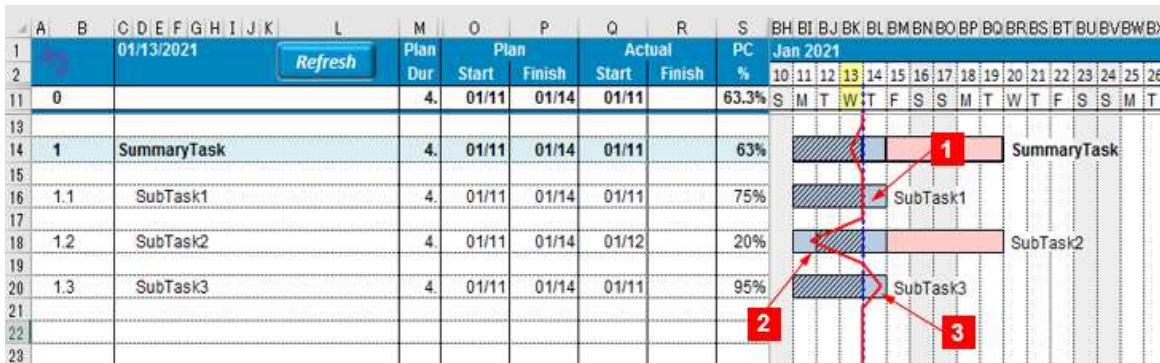 A B C D E F G H I J K L M O P Q R S BH BI BJ BK BL BM BN BO BP BQ BR BS BT BU BV BW BX
1 01/13/2021 Refresh Plan Plan Actual PC Jan 2021
2 Dur Start Finish Start Finish % 10 11 12 13 14 15 16 17 18 19 20 21 22 23 24 25 26
11 0 4. 01/11 01/14 01/11 63.3% S M T W T F S S M T W T F S S M T
13
14 1 SummaryTask 4. 01/11 01/14 01/11 63% 1 SummaryTask
15
16 1.1 SubTask1 4. 01/11 01/14 01/11 75% SubTask1
17
18 1.2 SubTask2 4. 01/11 01/14 01/12 20% SubTask2
19
20 1.3 SubTask3 4. 01/11 01/14 01/11 95% SubTask3
21
22 2 3
23